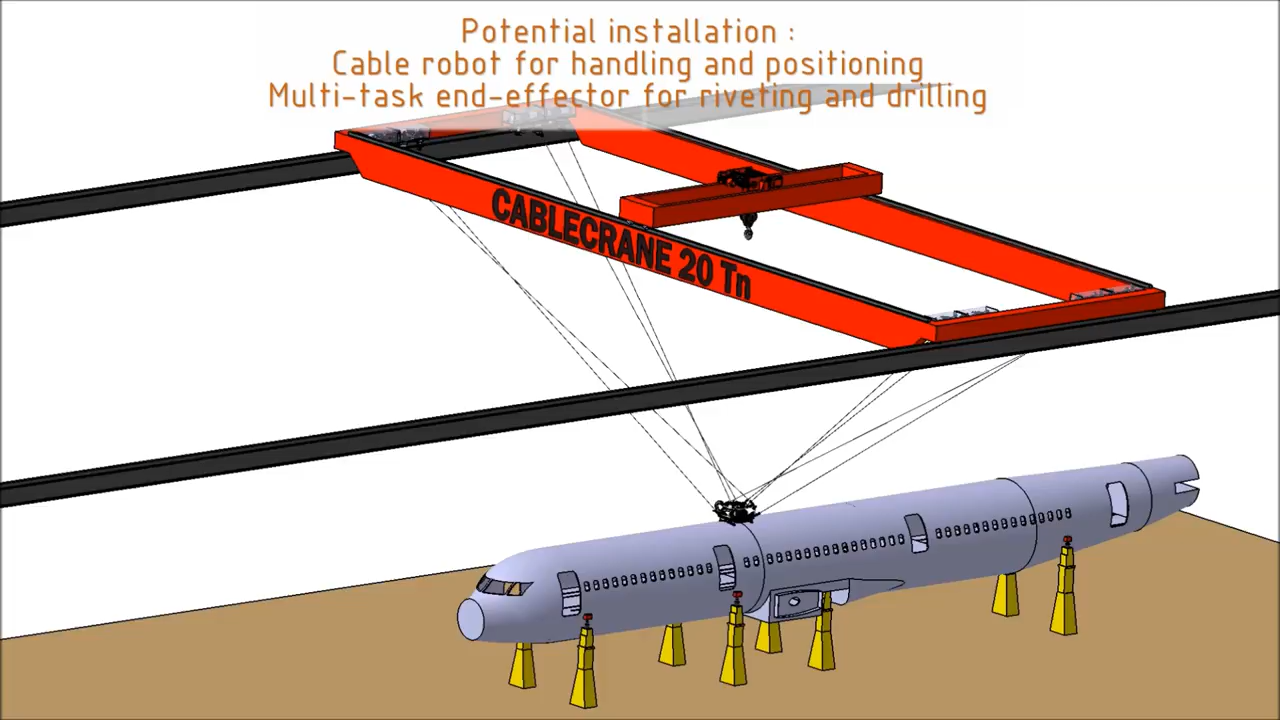 Potential installation :
Cable robot for handling and positioning
Multi-task end-effector for riveting and drilling
CABLECRANE 20 Tn